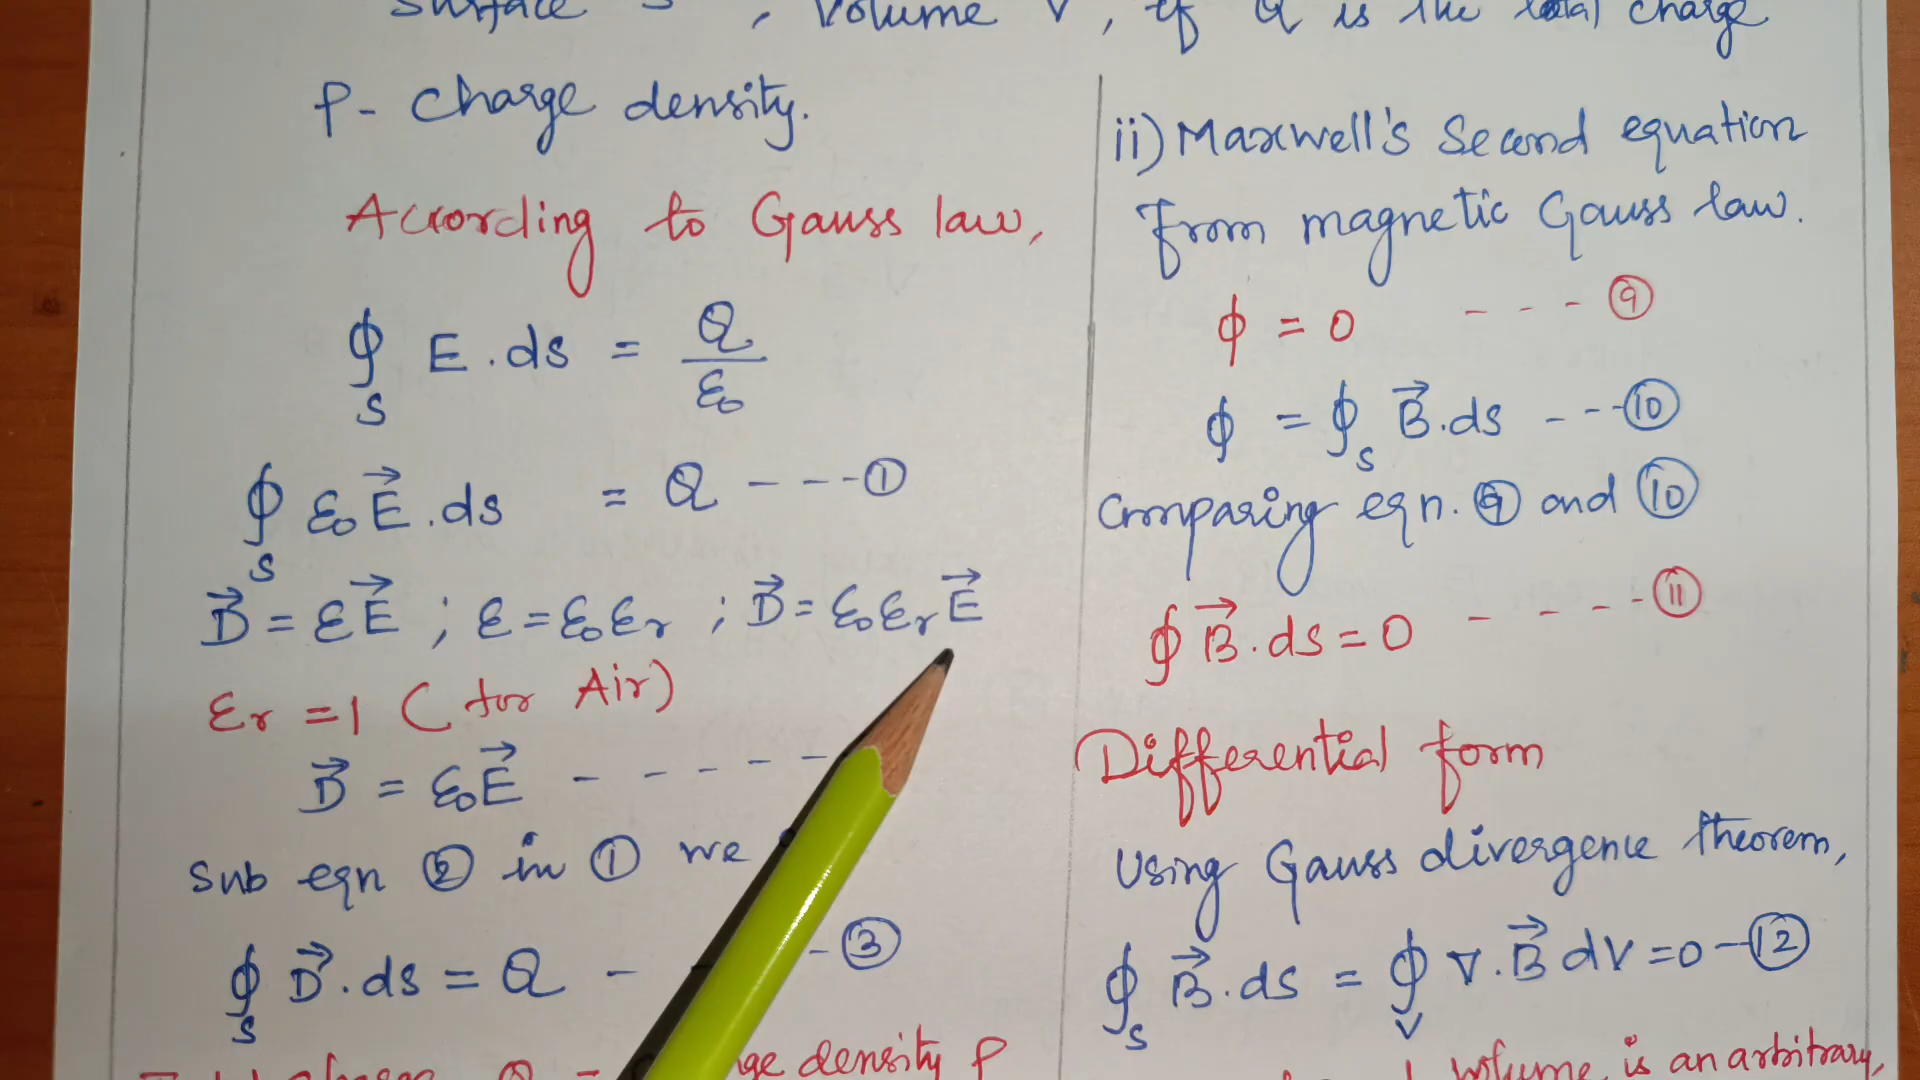 Surface S , Volume V, if Q is the total charge
ρ - charge density.
According to Gauss law,
∮S E.ds = Q/ε0
∮S ε0E⃗.ds = Q ----①
D⃗ = εE⃗ ; ε = ε0εr ; D⃗ = ε0εrE⃗
εr = 1 (for Air)
D⃗ = ε0E⃗ - - - - -
Sub eqn ② in ① we
∮S D⃗.ds = Q - - - ③
Q = ge density ρ
ii) Maxwell's Second equation
From magnetic Gauss law.
ϕ = 0 - - - ⑨
ϕ = ∮S B⃗.ds - - - ⑩
Comparing eqn. ⑨ and ⑩
∮ B⃗.ds = 0 - - - - ⑪
Differential form
Using Gauss divergence theorem,
∮S B⃗.ds = ∮V ∇.B⃗ dV = 0 - ⑫
volume is an arbitrary,